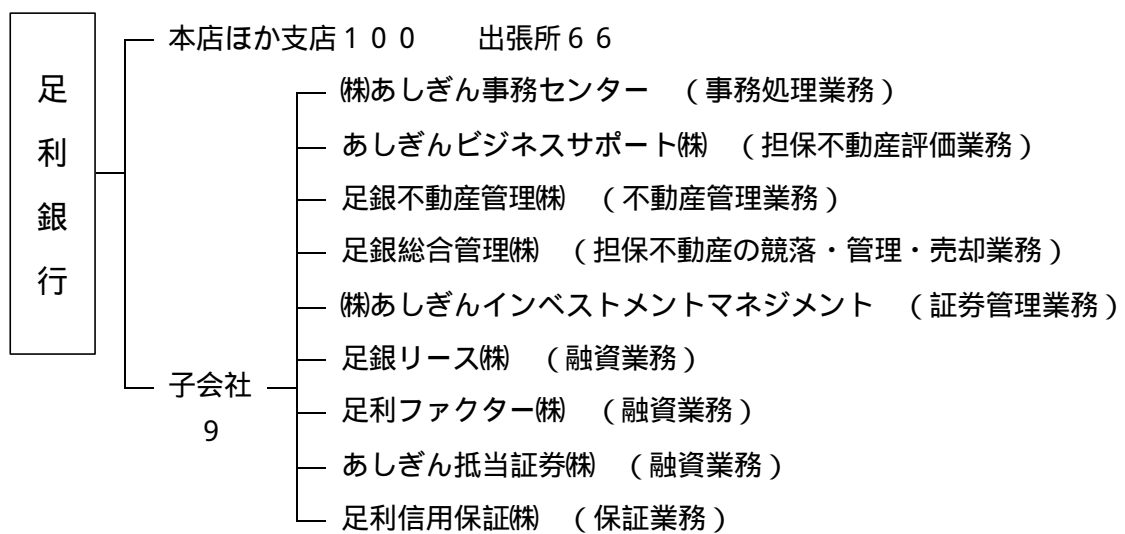 足利銀行
本店ほか支店１００　　出張所６６
㈱あしぎん事務センター　（事務処理業務）
あしぎんビジネスサポート㈱　（担保不動産評価業務）
足銀不動産管理㈱　（不動産管理業務）
足銀総合管理㈱　（担保不動産の競落・管理・売却業務）
㈱あしぎんインベストメントマネジメント　（証券管理業務）
足銀リース㈱　（融資業務）
子会社
９
足利ファクター㈱　（融資業務）
あしぎん抵当証券㈱　（融資業務）
足利信用保証㈱　（保証業務）